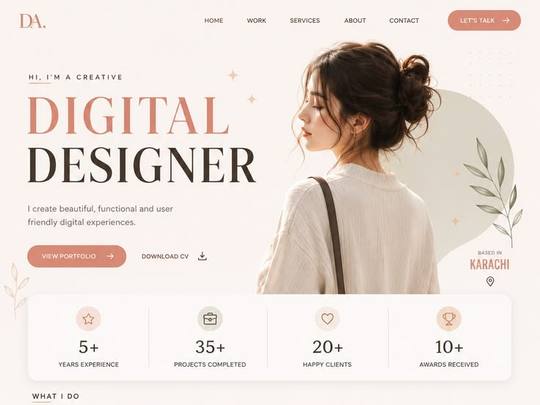 DA.
HOME WORK SERVICES ABOUT CONTACT LET'S TALK
HI, I'M A CREATIVE
DIGITAL
DESIGNER
I create beautiful, functional and user
friendly digital experiences.
VIEW PORTFOLIO DOWNLOAD CV
BASED IN
KARACHI
5+
YEARS EXPERIENCE
35+
PROJECTS COMPLETED
20+
HAPPY CLIENTS
10+
AWARDS RECEIVED
WHAT I DO